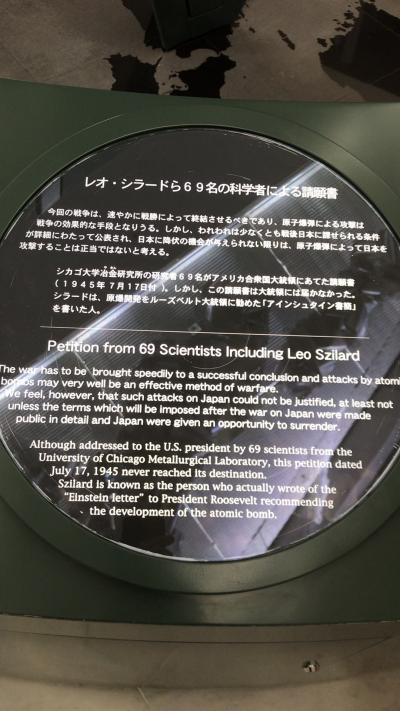 レオ・シラードら69名の科学者による請願書
今回の戦争は、速やかに戦勝によって終結させるべきであり、原子爆弾による攻撃は
戦争の効果的な手段となりうる。しかし、われわれは少なくとも戦後日本に課せられる条件
が詳細にわたって公表され、日本に降伏の機会が与えられない限りは、原子爆弾によって日本を
攻撃することは正当ではないと考える。
シカゴ大学冶金研究所の研究者69名がアメリカ合衆国大統領にあてた請願書
(1945年 7月17日付)。しかし、この請願書は大統領には届かなかった。
シラードは、原爆開発をルーズベルト大統領に勧めた「アインシュタイン書簡」
を書いた人。
Petition from 69 Scientists Including Leo Szilard
The war has to be brought speedily to a successful conclusion and attacks by atomi
bombs may very well be an effective method of warfare.
We feel, however, that such attacks on Japan could not be justified, at least not
unless the terms which will be imposed after the war on Japan were made
public in detail and Japan were given an opportunity to surrender.
Although addressed to the U.S. president by 69 scientists from the
University of Chicago Metallurgical Laboratory, this petition dated
July 17, 1945 never reached its destination.
Szilard is known as the person who actually wrote of the
"Einstein letter" to President Roosevelt recommending
the development of the atomic bomb.